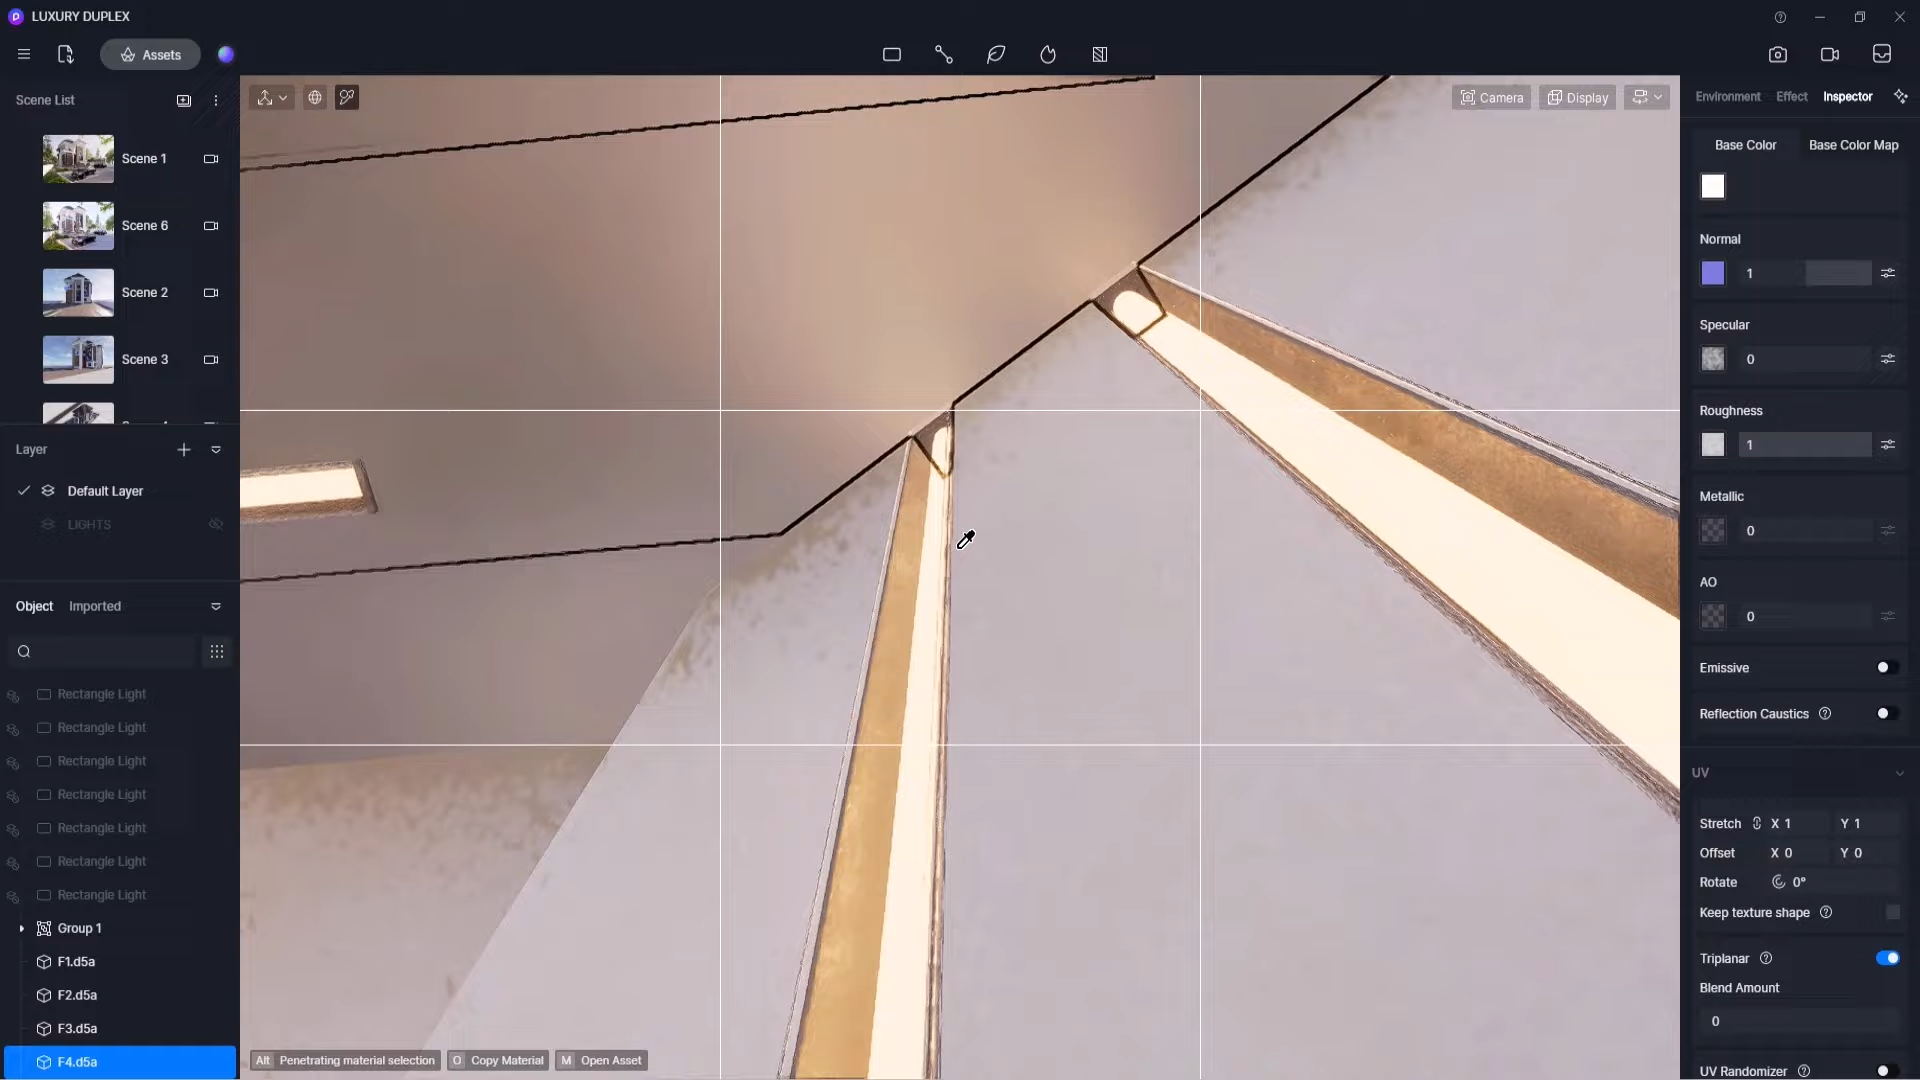 LUXURY DUPLEX
Assets
Scene List
Scene 1
Scene 6
Scene 2
Scene 3
Layer
Default Layer
LIGHTS
Object Imported
Rectangle Light
Rectangle Light
Rectangle Light
Rectangle Light
Rectangle Light
Rectangle Light
Rectangle Light
Group 1
F1.d5a
F2.d5a
F3.d5a
F4.d5a
Camera Display
Alt Penetrating material selection O Copy Material M Open Asset
Environment Effect Inspector
Base Color Base Color Map
Normal
1
Specular
0
Roughness
1
Metallic
0
AO
0
Emissive
Reflection Caustics
UV
Stretch X 1 Y 1
Offset X 0 Y 0
Rotate 0°
Keep texture shape
Triplanar
Blend Amount
0
UV Randomizer